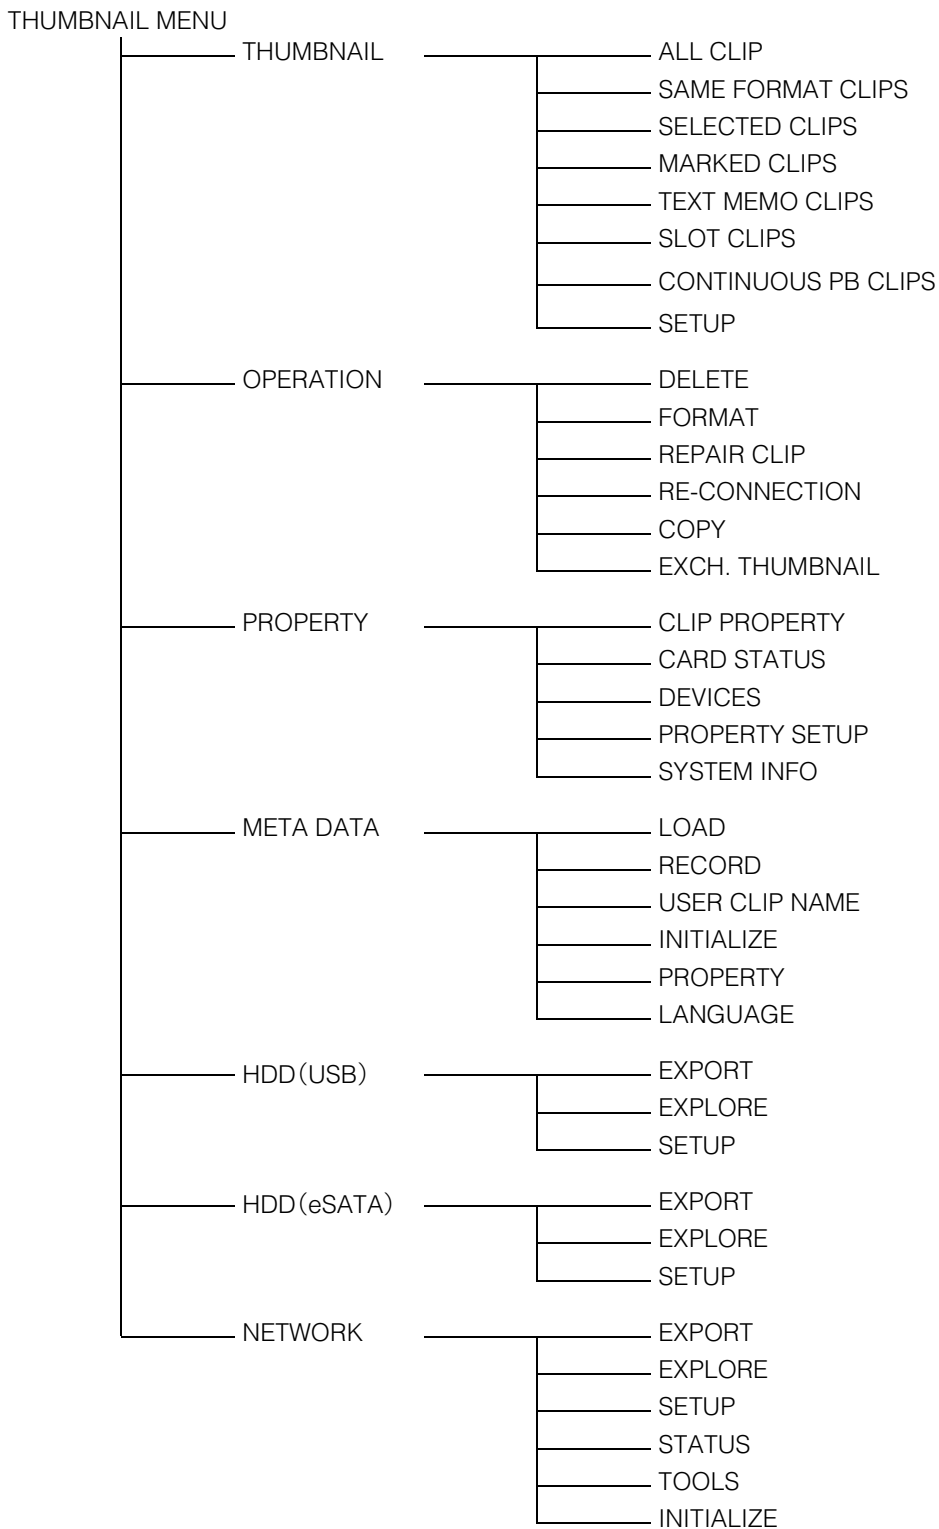 THUMBNAIL MENU
THUMBNAIL
ALL CLIP
SAME FORMAT CLIPS
SELECTED CLIPS
MARKED CLIPS
TEXT MEMO CLIPS
SLOT CLIPS
CONTINUOUS PB CLIPS
SETUP
OPERATION
DELETE
FORMAT
REPAIR CLIP
RE-CONNECTION
COPY
EXCH. THUMBNAIL
PROPERTY
CLIP PROPERTY
CARD STATUS
DEVICES
PROPERTY SETUP
SYSTEM INFO
META DATA
LOAD
RECORD
USER CLIP NAME
INITIALIZE
PROPERTY
LANGUAGE
HDD(USB)
EXPORT
EXPLORE
SETUP
HDD(eSATA)
EXPORT
EXPLORE
SETUP
NETWORK
EXPORT
EXPLORE
SETUP
STATUS
TOOLS
INITIALIZE